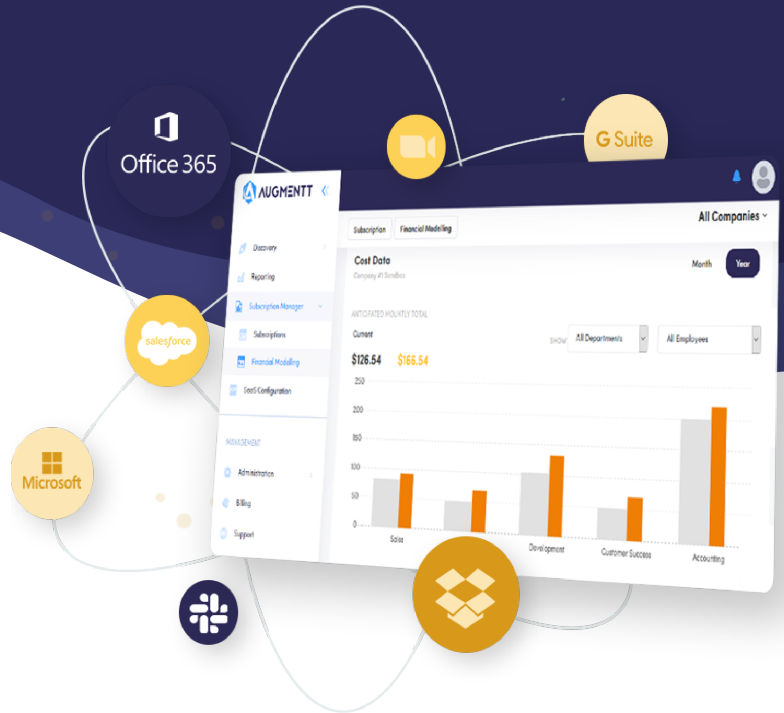 Office 365
G Suite
AUGMENTT
All Companies
Subscription
Financial Modelling
Discovery
Cost Data
Month
Year
Company #1 Sandbox
Reporting
Subscription Manager
ANTICIPATED MOUNTLY TOTAL
salesforce
Subscriptions
Current
SHOW
All Departments
All Employees
Financial Modelling
$126.54
$166.54
SaaS Configuration
250
200
150
100
50
0
MANAGEMENT
Microsoft
Administration
Billing
Support
Sales
Development
Customer Success
Accounting